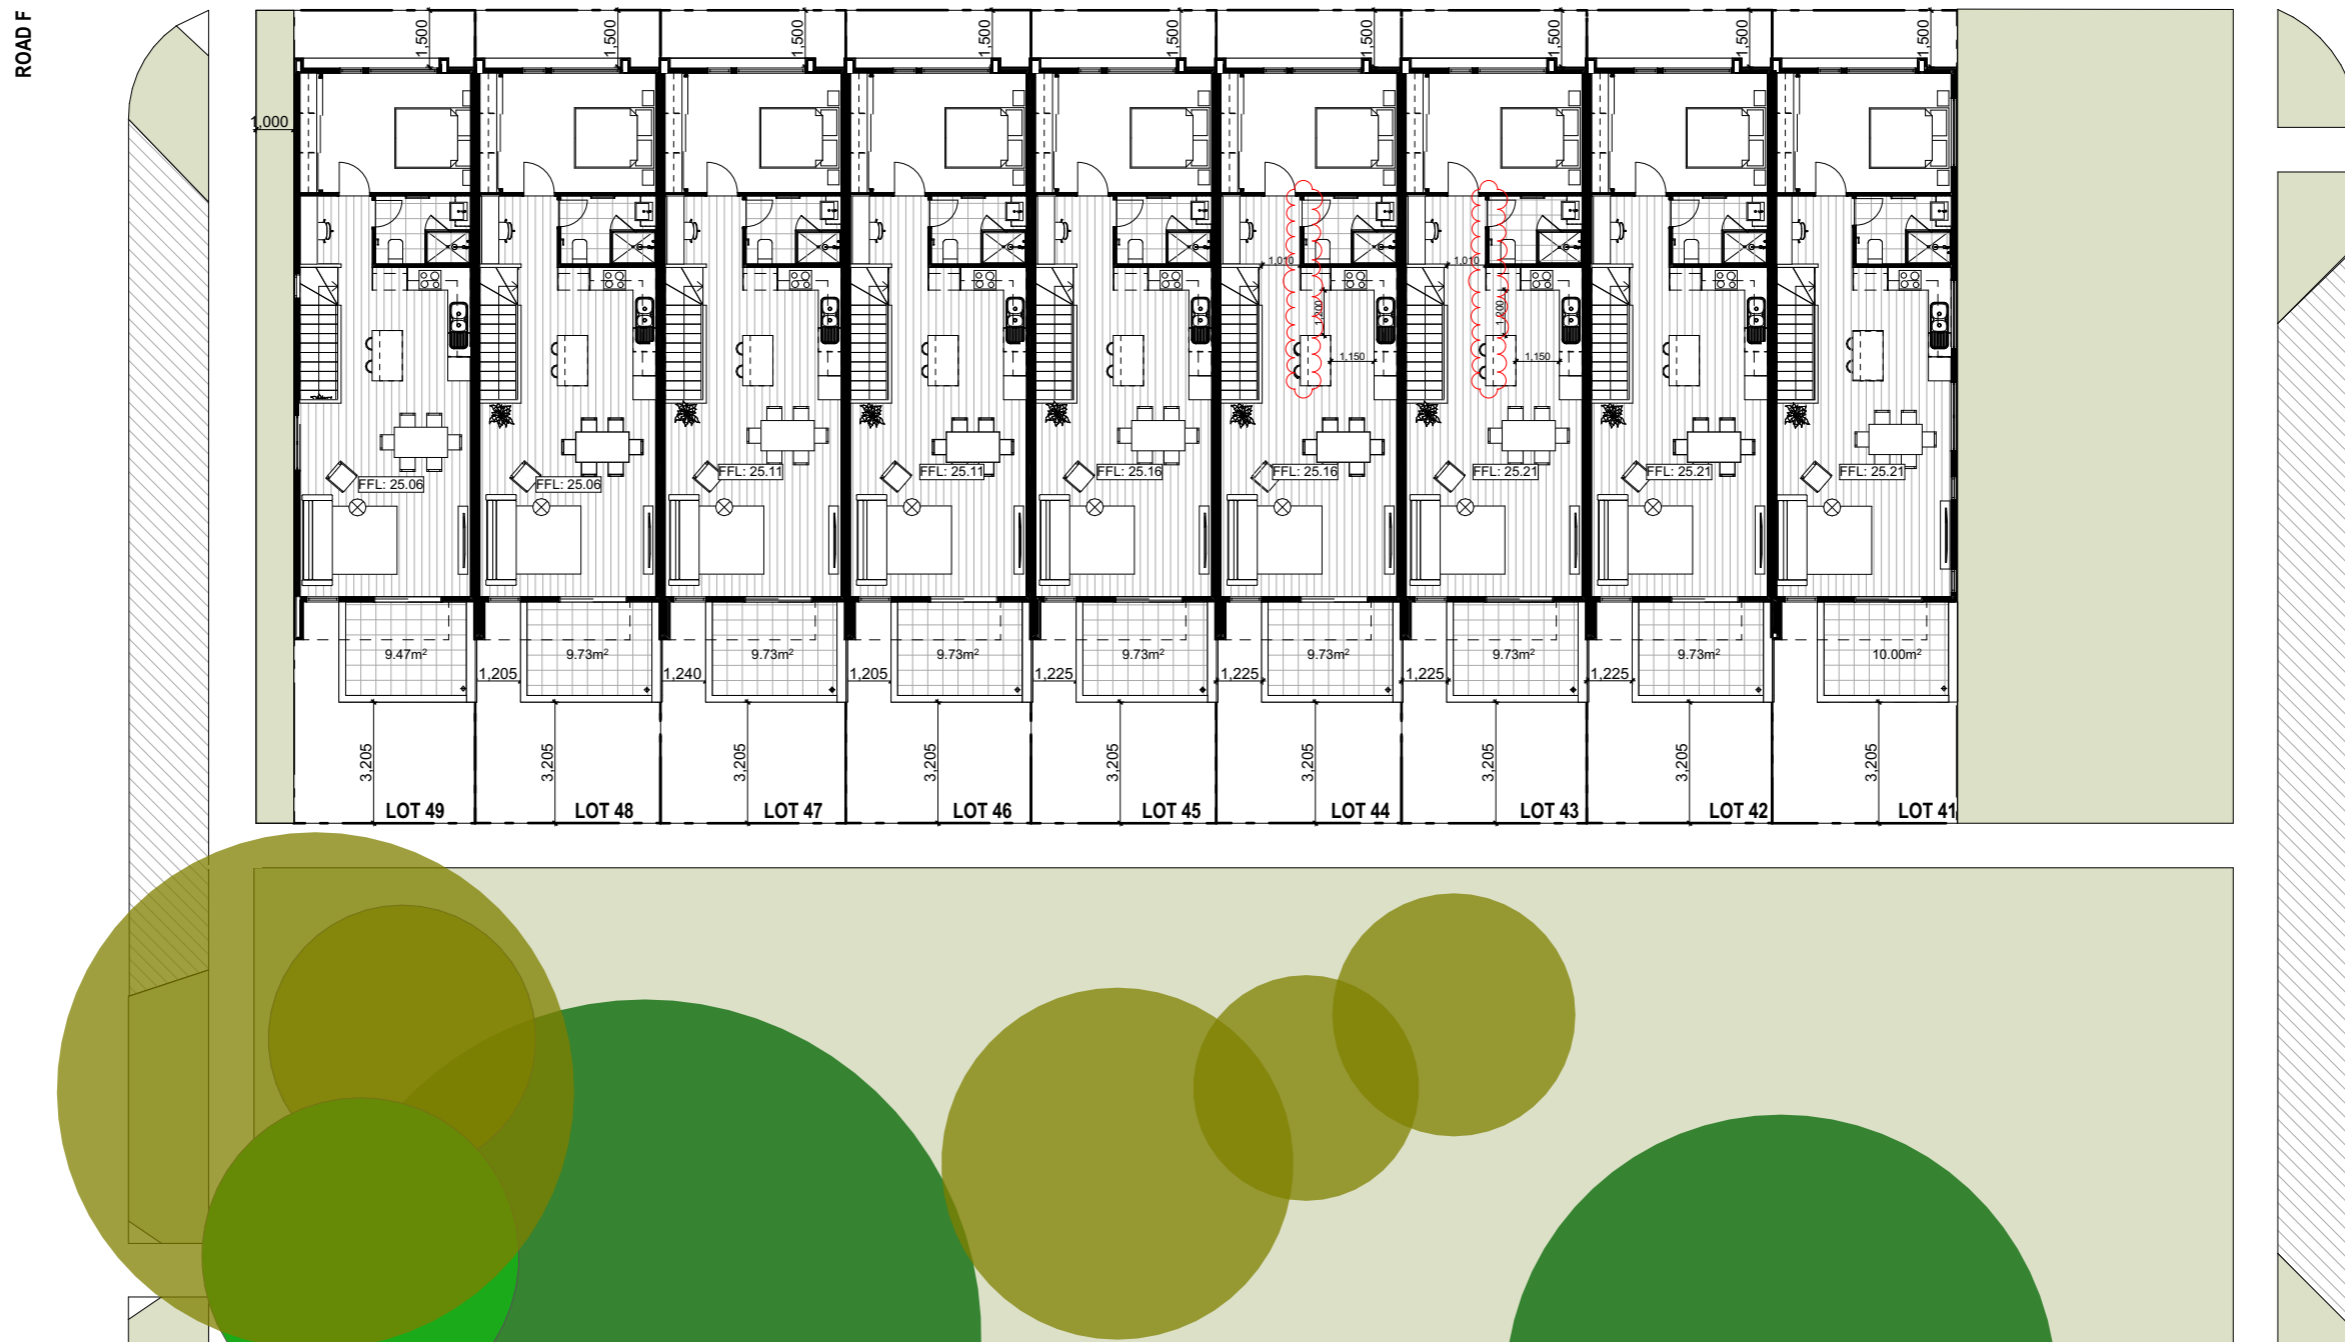 ROAD F
1,500
1,500
1,500
1,500
1,500
1,500
1,500
1,500
1,500
1,000
1,010
1,010
1,200
1,200
1,150
1,150
FFL: 25.06
FFL: 25.06
FFL: 25.11
FFL: 25.11
FFL: 25.16
FFL: 25.16
FFL: 25.21
FFL: 25.21
FFL: 25.21
9.47m²
9.73m²
9.73m²
9.73m²
9.73m²
9.73m²
9.73m²
9.73m²
10.00m²
1,205
1,240
1,205
1,225
1,225
1,225
1,225
3,205
3,205
3,205
3,205
3,205
3,205
3,205
3,205
3,205
LOT 49
LOT 48
LOT 47
LOT 46
LOT 45
LOT 44
LOT 43
LOT 42
LOT 41